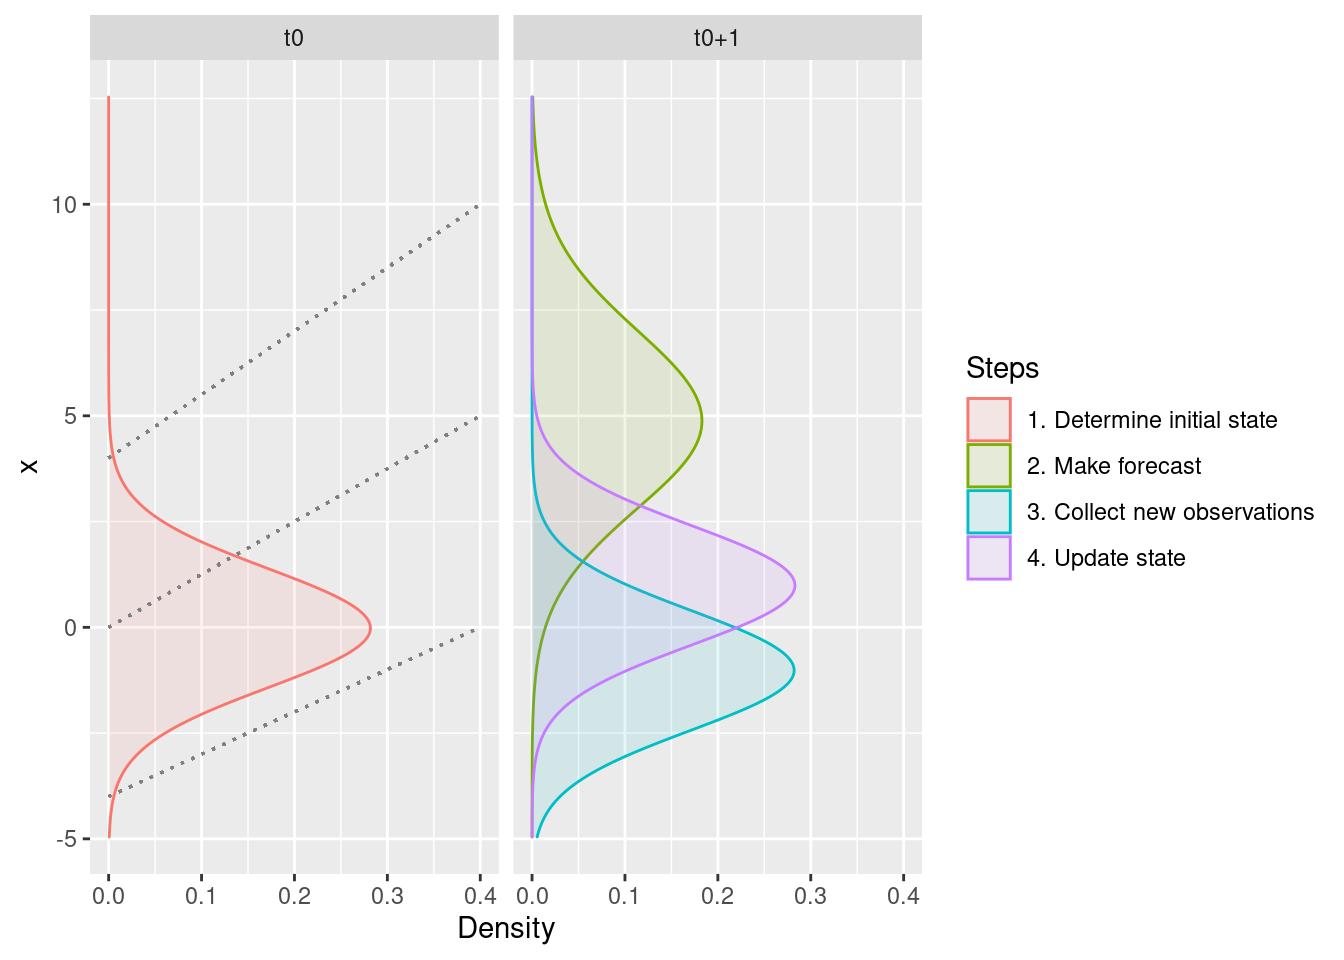 t0
t0+1
10
5
0
-5
x
0.0 0.1 0.2 0.3 0.4
0.0 0.1 0.2 0.3 0.4
Density
Steps
1. Determine initial state
2. Make forecast
3. Collect new observations
4. Update state